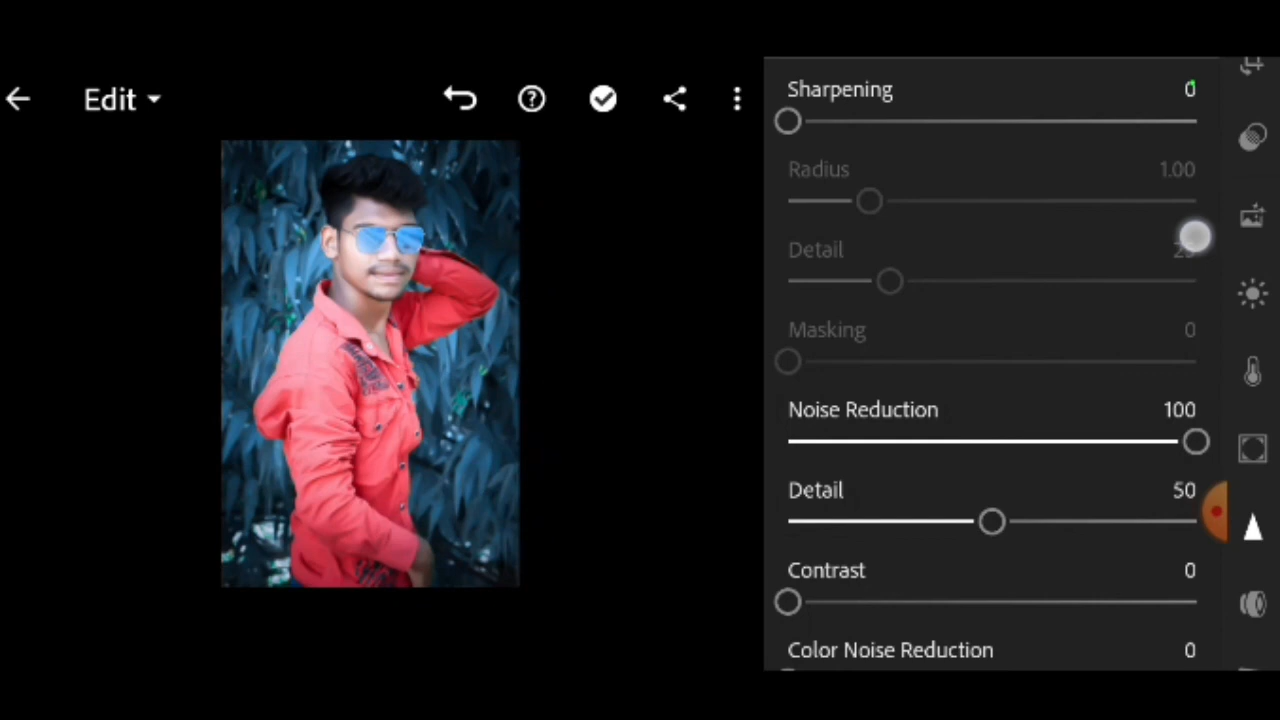 Edit
Sharpening 0
Radius 1.00
Detail
Masking 0
Noise Reduction 100
Detail 50
Contrast 0
Color Noise Reduction 0